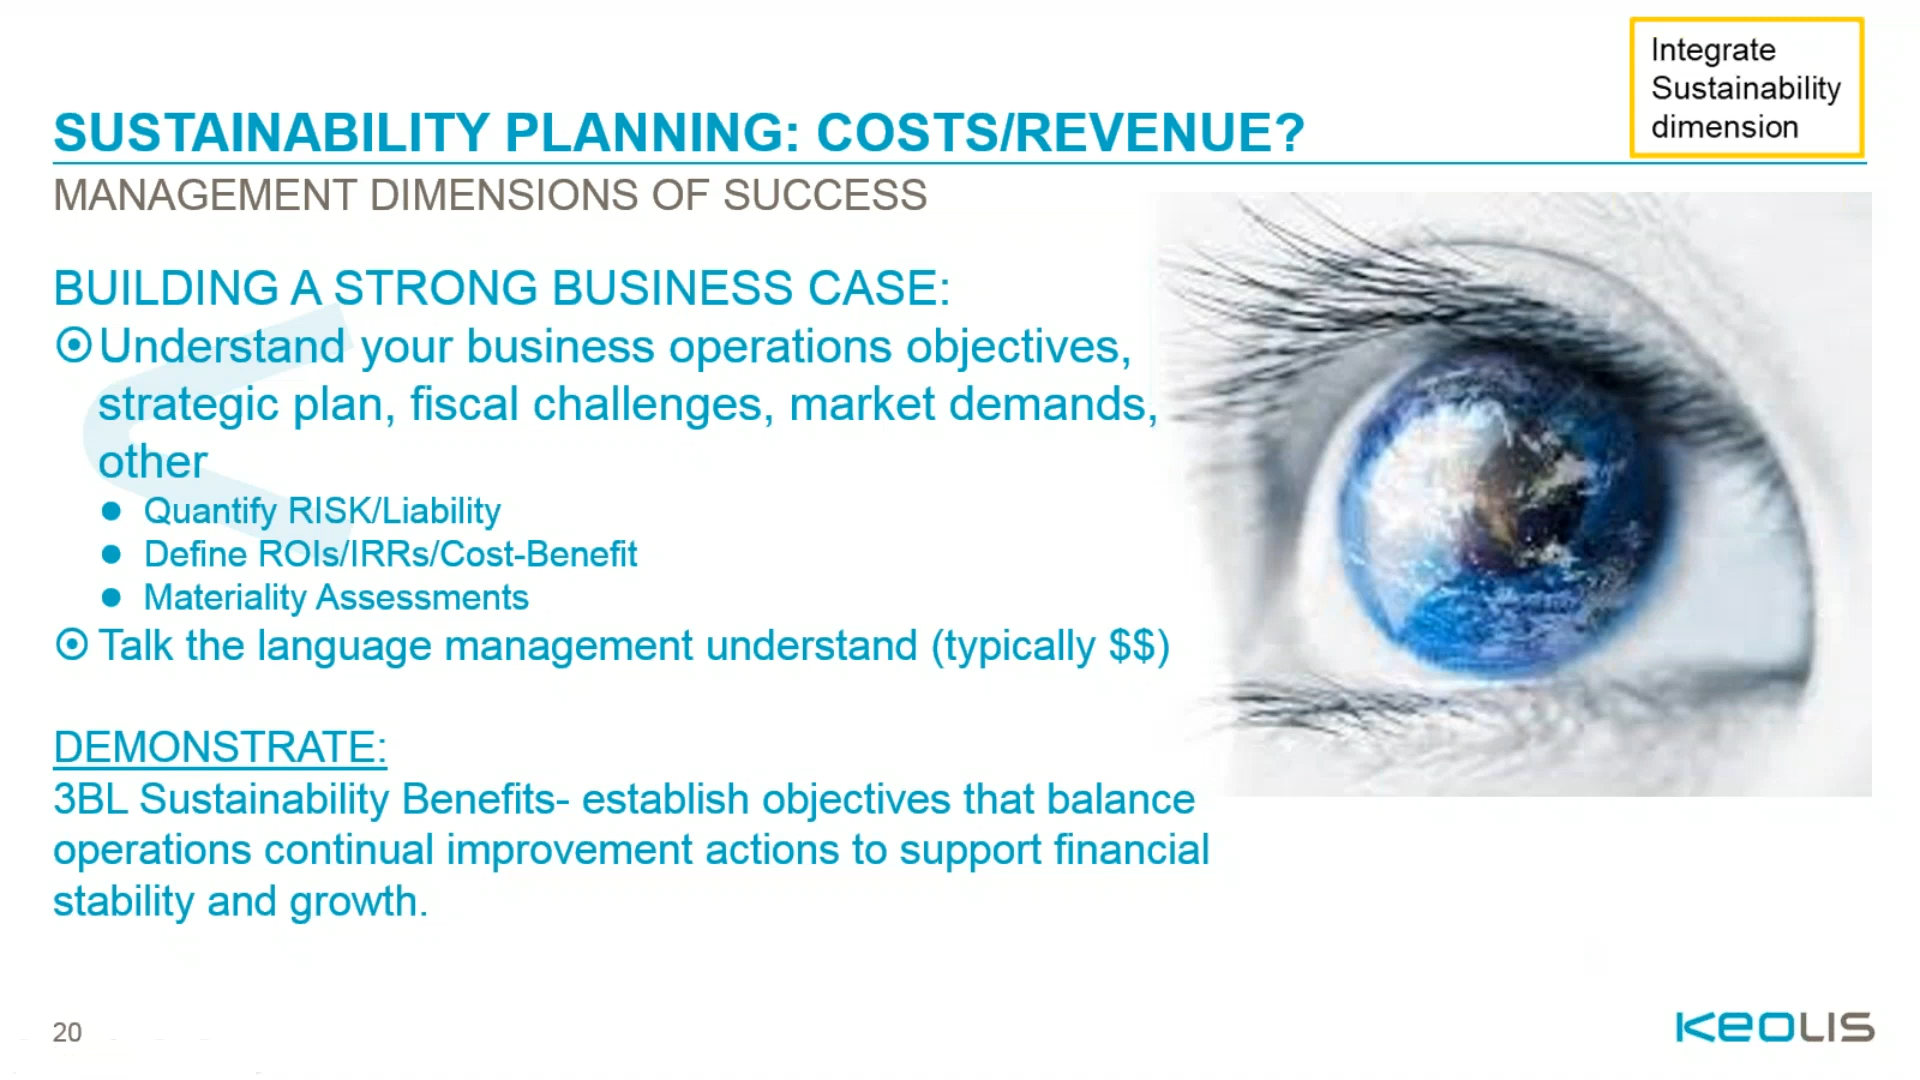 Integrate
Sustainability
dimension
SUSTAINABILITY PLANNING: COSTS/REVENUE?
MANAGEMENT DIMENSIONS OF SUCCESS
BUILDING A STRONG BUSINESS CASE:
Understand your business operations objectives,
strategic plan, fiscal challenges, market demands,
other
● Quantify RISK/Liability
● Define ROIs/IRRs/Cost-Benefit
● Materiality Assessments
Talk the language management understand (typically $$)
DEMONSTRATE:
3BL Sustainability Benefits- establish objectives that balance
operations continual improvement actions to support financial
stability and growth.
20
KEOLIS